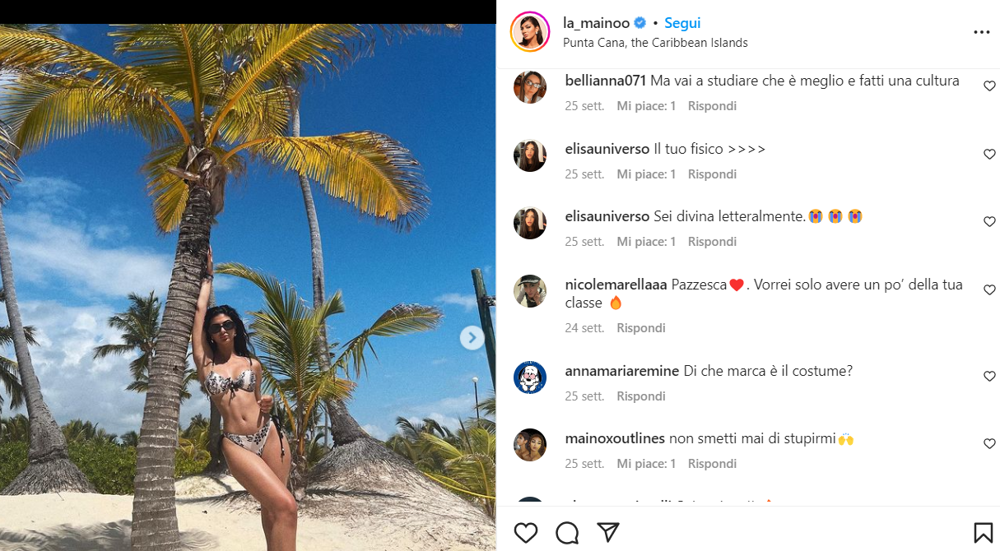 la_mainoo • Segui
Punta Cana, the Caribbean Islands
bellianna071 Ma vai a studiare che è meglio e fatti una cultura
25 sett. Mi piace: 1 Rispondi
elisauniverso Il tuo fisico >>>>
25 sett. Mi piace: 1 Rispondi
elisauniverso Sei divina letteralmente.😭😭😭
25 sett. Mi piace: 1 Rispondi
nicolemarellaaa Pazzesca❤️. Vorrei solo avere un po’ della tua
classe 🔥
24 sett. Rispondi
annamariaremine Di che marca è il costume?
25 sett. Rispondi
mainoxoutlines non smetti mai di stupirmi🙌
25 sett. Mi piace: 1 Rispondi